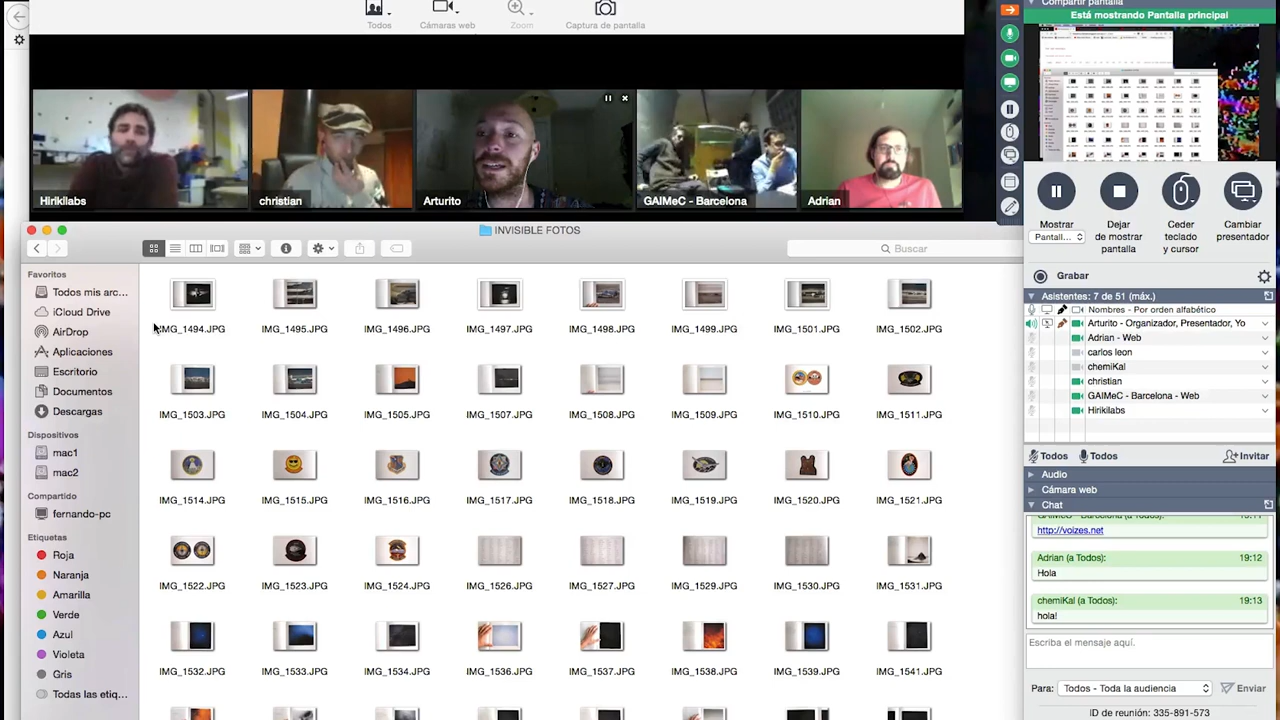 Todos
Cámaras web
Zoom
Captura de pantalla
Hirikilabs
christian
Arturito
GAIMeC - Barcelona
Adrian
INVISIBLE FOTOS
Buscar
Favoritos
Todos mis arc...
iCloud Drive
AirDrop
Aplicaciones
Escritorio
Documentos
Descargas
Dispositivos
mac1
mac2
Compartido
fernando-pc
Etiquetas
Roja
Naranja
Amarilla
Verde
Azul
Violeta
Gris
Todas las etiq...
IMG_1494.JPG IMG_1495.JPG IMG_1496.JPG IMG_1497.JPG IMG_1498.JPG IMG_1499.JPG IMG_1501.JPG IMG_1502.JPG
IMG_1503.JPG IMG_1504.JPG IMG_1505.JPG IMG_1507.JPG IMG_1508.JPG IMG_1509.JPG IMG_1510.JPG IMG_1511.JPG
IMG_1514.JPG IMG_1515.JPG IMG_1516.JPG IMG_1517.JPG IMG_1518.JPG IMG_1519.JPG IMG_1520.JPG IMG_1521.JPG
IMG_1522.JPG IMG_1523.JPG IMG_1524.JPG IMG_1526.JPG IMG_1527.JPG IMG_1529.JPG IMG_1530.JPG IMG_1531.JPG
IMG_1532.JPG IMG_1533.JPG IMG_1534.JPG IMG_1536.JPG IMG_1537.JPG IMG_1538.JPG IMG_1539.JPG IMG_1541.JPG
Compartir pantalla
Está mostrando Pantalla principal
Mostrar
Pantall...
Dejar
de mostrar
pantalla
Ceder
teclado
y cursor
Cambiar
presentador
Grabar
Asistentes: 7 de 51 (máx.)
Nombres - Por orden alfabético
Arturito - Organizador, Presentador, Yo
Adrian - Web
carlos leon
chemiKal
christian
GAIMeC - Barcelona - Web
Hirikilabs
Todos Todos Invitar
Audio
Cámara web
Chat
GAIMeC - Barcelona (a Todos): 19:11
http://voizes.net
Adrian (a Todos): 19:12
Hola
chemiKal (a Todos): 19:13
hola!
Escriba el mensaje aquí.
Para: Todos - Toda la audiencia Enviar
ID de reunión: 335-891-573